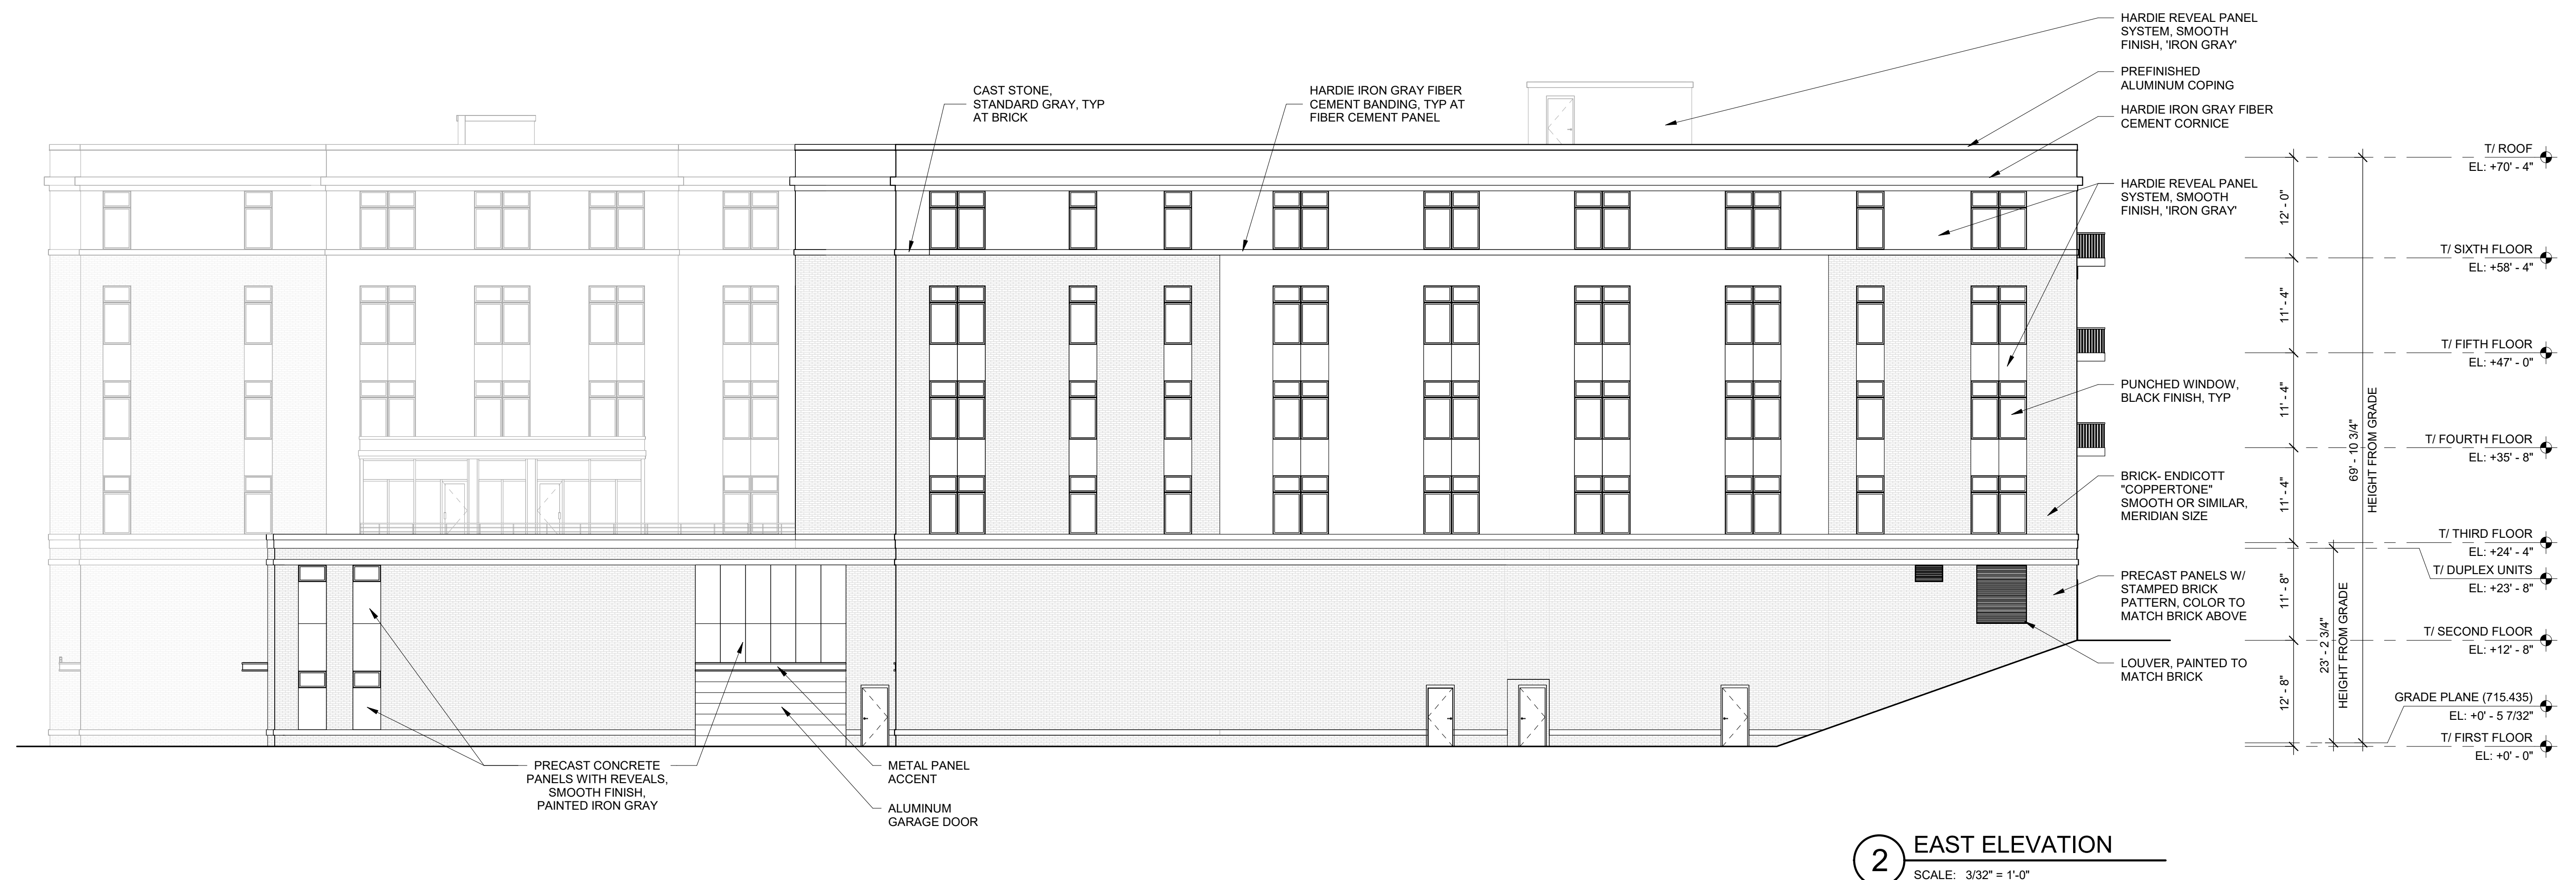 HARDIE REVEAL PANEL
SYSTEM, SMOOTH
FINISH, 'IRON GRAY'
PREFINISHED
ALUMINUM COPING
CAST STONE,
STANDARD GRAY, TYP
AT BRICK
HARDIE IRON GRAY FIBER
CEMENT BANDING, TYP AT
FIBER CEMENT PANEL
HARDIE IRON GRAY FIBER
CEMENT CORNICE
HARDIE REVEAL PANEL
SYSTEM, SMOOTH
FINISH, 'IRON GRAY'
PUNCHED WINDOW,
BLACK FINISH, TYP
BRICK- ENDICOTT
"COPPERTONE"
SMOOTH OR SIMILAR,
MERIDIAN SIZE
PRECAST PANELS W/
STAMPED BRICK
PATTERN, COLOR TO
MATCH BRICK ABOVE
LOUVER, PAINTED TO
MATCH BRICK
12' - 0"
11' - 4"
11' - 4"
11' - 4"
11' - 8"
12' - 8"
23' - 2 3/4"
HEIGHT FROM GRADE
69' - 10 3/4"
HEIGHT FROM GRADE
T/ ROOF
EL: +70' - 4"
T/ SIXTH FLOOR
EL: +58' - 4"
T/ FIFTH FLOOR
EL: +47' - 0"
T/ FOURTH FLOOR
EL: +35' - 8"
T/ THIRD FLOOR
EL: +24' - 4"
T/ DUPLEX UNITS
EL: +23' - 8"
T/ SECOND FLOOR
EL: +12' - 8"
GRADE PLANE (715.435)
EL: +0' - 5 7/32"
T/ FIRST FLOOR
EL: +0' - 0"
PRECAST CONCRETE
PANELS WITH REVEALS,
SMOOTH FINISH,
PAINTED IRON GRAY
METAL PANEL
ACCENT
ALUMINUM
GARAGE DOOR
2
EAST ELEVATION
SCALE: 3/32" = 1'-0"